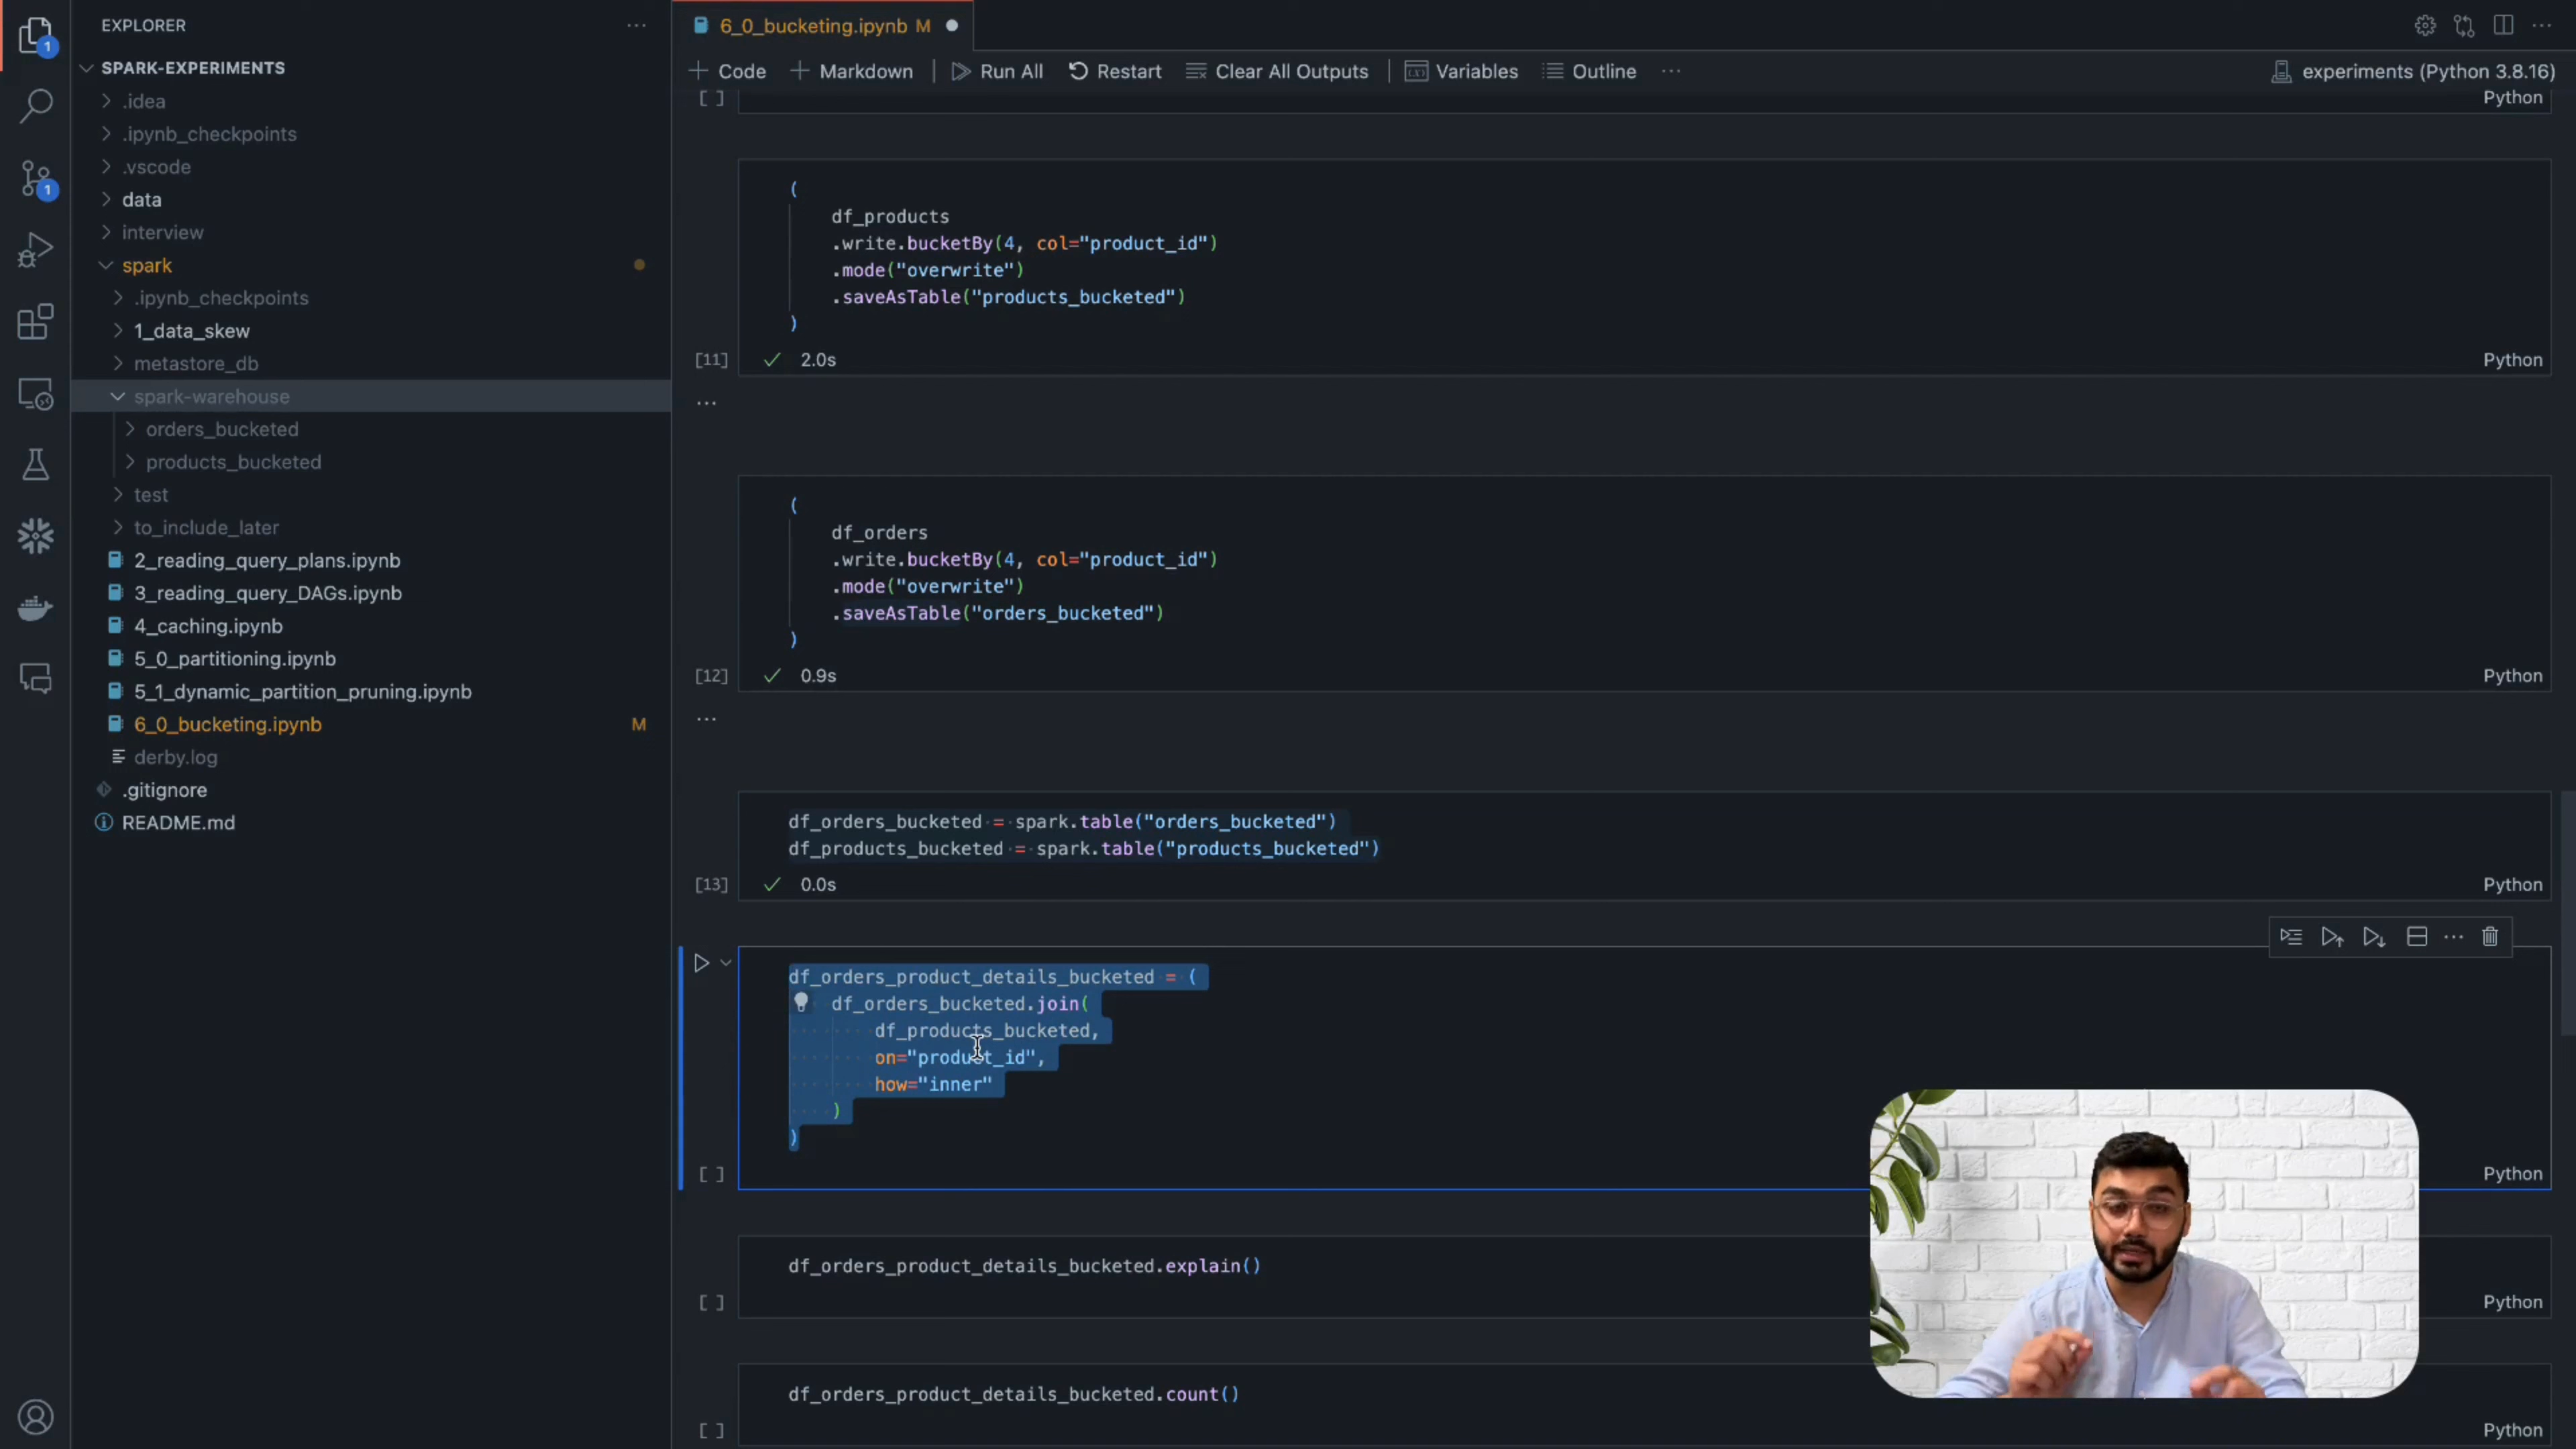 EXPLORER
SPARK-EXPERIMENTS
.idea
.ipynb_checkpoints
.vscode
data
interview
spark
.ipynb_checkpoints
1_data_skew
metastore_db
spark-warehouse
orders_bucketed
products_bucketed
test
to_include_later
2_reading_query_plans.ipynb
3_reading_query_DAGs.ipynb
4_caching.ipynb
5_0_partitioning.ipynb
5_1_dynamic_partition_pruning.ipynb
6_0_bucketing.ipynb M
derby.log
.gitignore
README.md
1
1
6_0_bucketing.ipynb M
Code Markdown Run All Restart Clear All Outputs Variables Outline experiments (Python 3.8.16)
[ ] Python
(
df_products
.write.bucketBy(4, col="product_id")
.mode("overwrite")
.saveAsTable("products_bucketed")
)
[11] 2.0s Python
...
(
df_orders
.write.bucketBy(4, col="product_id")
.mode("overwrite")
.saveAsTable("orders_bucketed")
)
[12] 0.9s Python
...
df_orders_bucketed = spark.table("orders_bucketed")
df_products_bucketed = spark.table("products_bucketed")
[13] 0.0s Python
df_orders_product_details_bucketed = (
df_orders_bucketed.join(
df_products_bucketed,
on="product_id",
how="inner"
)
)
[ ] Python
df_orders_product_details_bucketed.explain()
[ ] Python
df_orders_product_details_bucketed.count()
[ ] Python